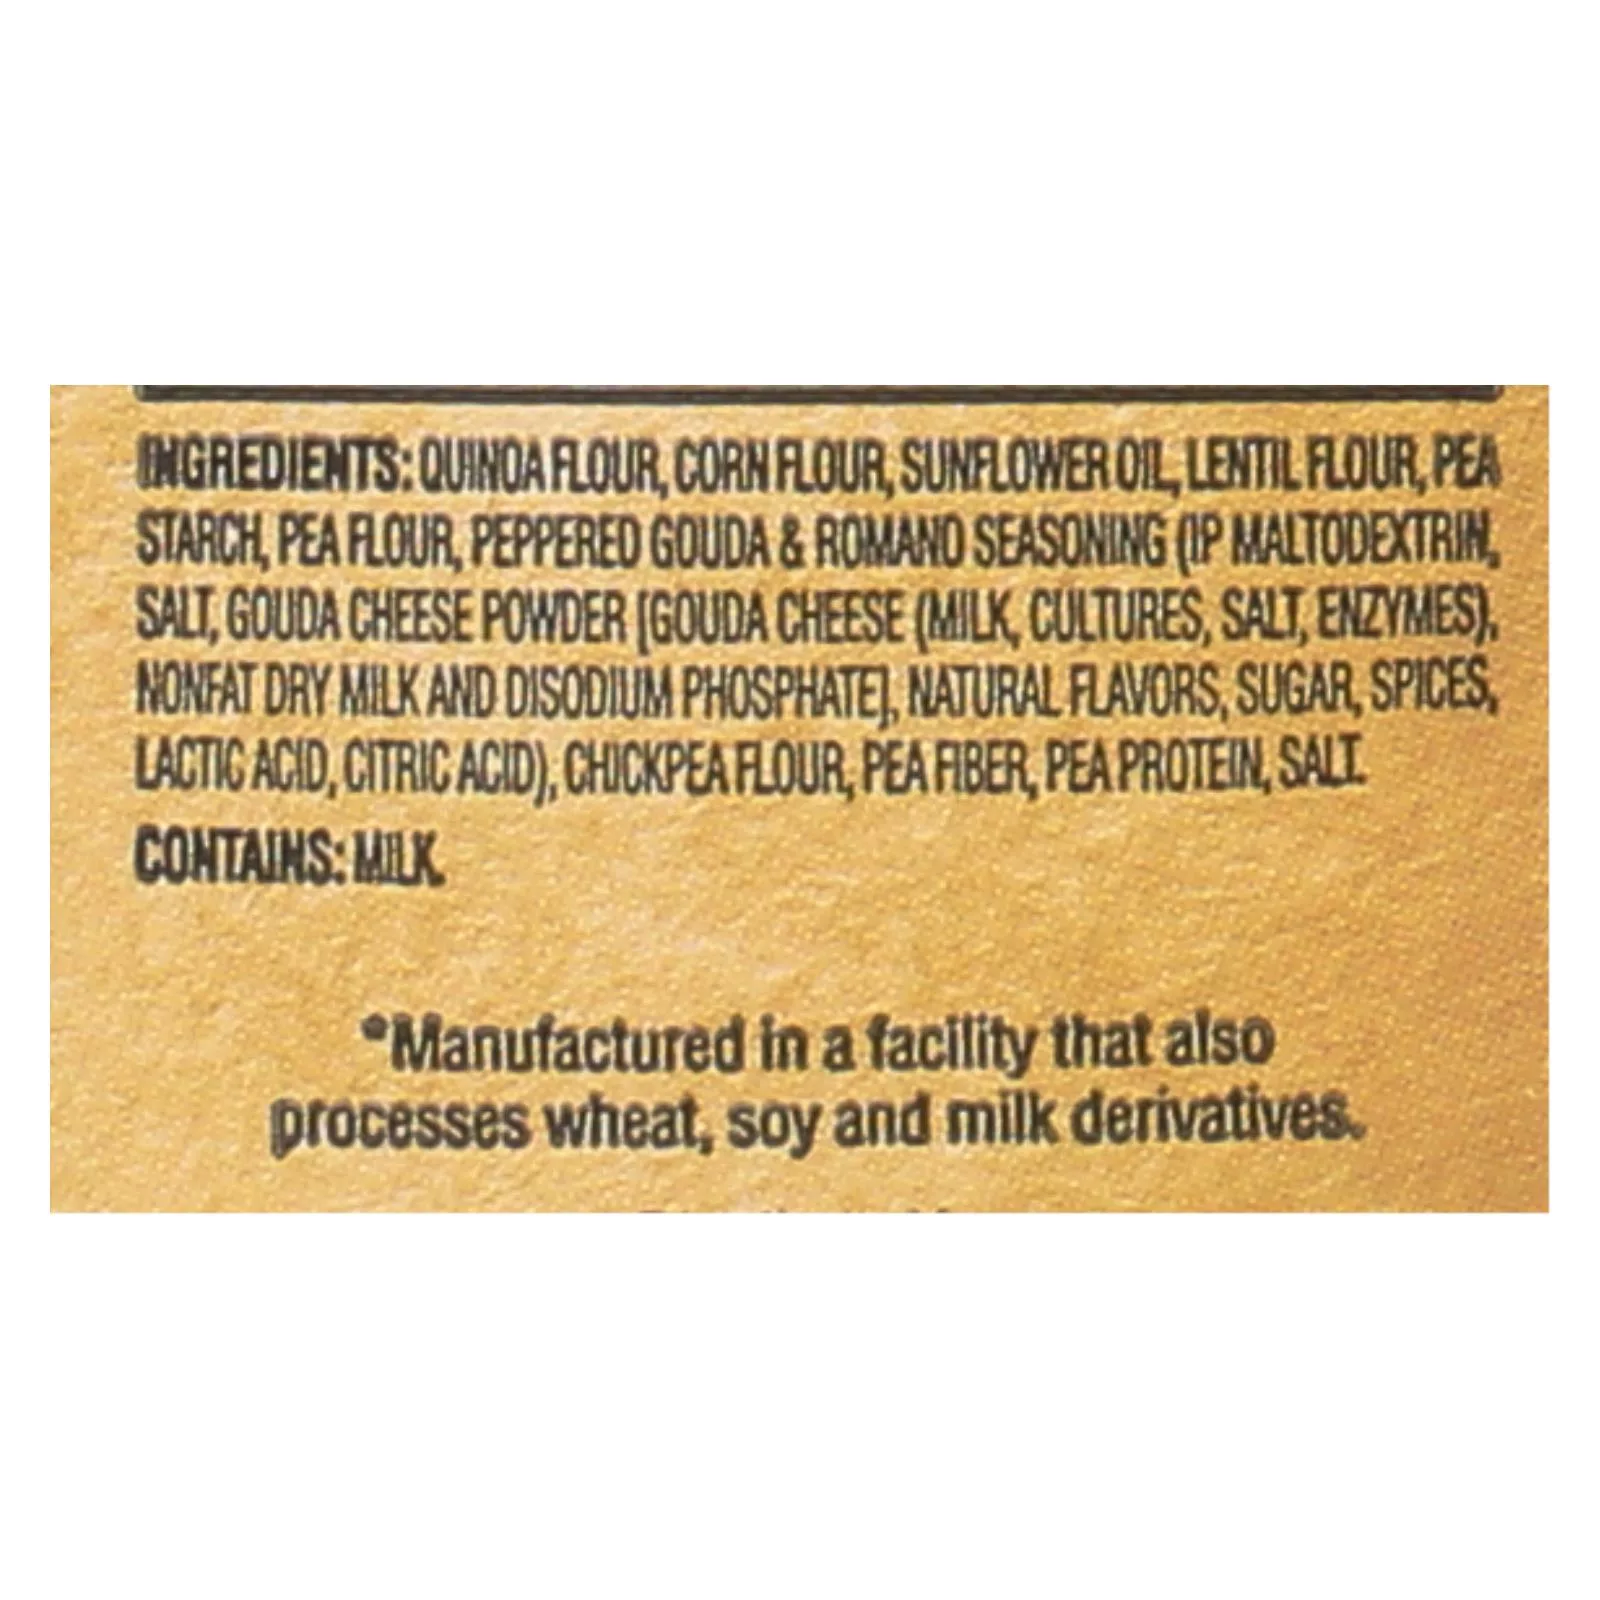 INGREDIENTS: QUINOA FLOUR, CORN FLOUR, SUNFLOWER OIL, LENTIL FLOUR, PEA
STARCH, PEA FLOUR, PEPPERED GOUDA & ROMANO SEASONING (IP MALTODEXTRIN,
SALT, GOUDA CHEESE POWDER [GOUDA CHEESE (MILK, CULTURES, SALT, ENZYMES),
NONFAT DRY MILK AND DISODIUM PHOSPHATE], NATURAL FLAVORS, SUGAR, SPICES,
LACTIC ACID, CITRIC ACID), CHICKPEA FLOUR, PEA FIBER, PEA PROTEIN, SALT.
CONTAINS: MILK.
*Manufactured in a facility that also
processes wheat, soy and milk derivatives.